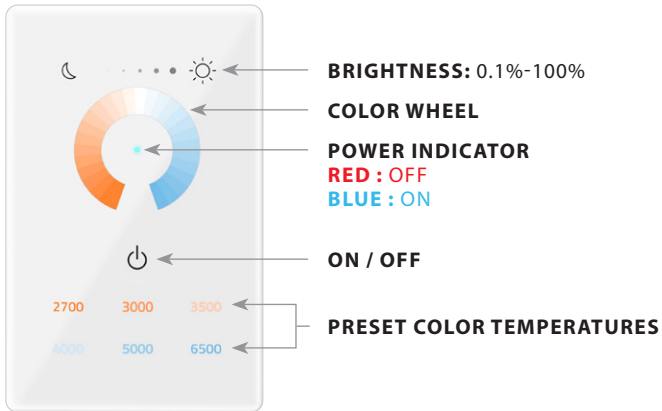 BRIGHTNESS: 0.1%-100%
COLOR WHEEL
POWER INDICATOR
RED : OFF
BLUE : ON
ON / OFF
2700 3000 3500
PRESET COLOR TEMPERATURES
4000 5000 6500